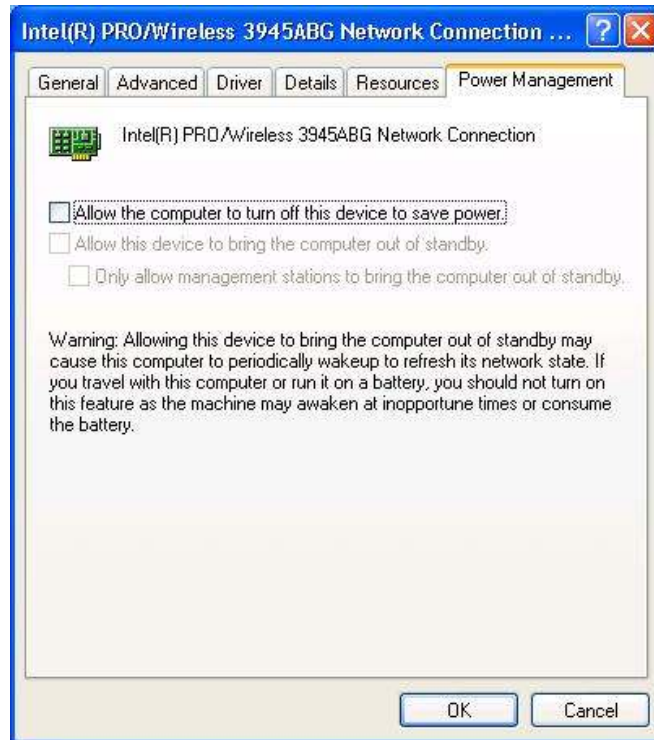 Intel(R) PRO/Wireless 3945ABG Network Connection ...
General Advanced Driver Details Resources Power Management
Intel(R) PRO/Wireless 3945ABG Network Connection
Allow the computer to turn off this device to save power.
Allow this device to bring the computer out of standby.
Only allow management stations to bring the computer out of standby.
Warning: Allowing this device to bring the computer out of standby may
cause this computer to periodically wakeup to refresh its network state. If
you travel with this computer or run it on a battery, you should not turn on
this feature as the machine may awaken at inopportune times or consume
the battery.
OK Cancel